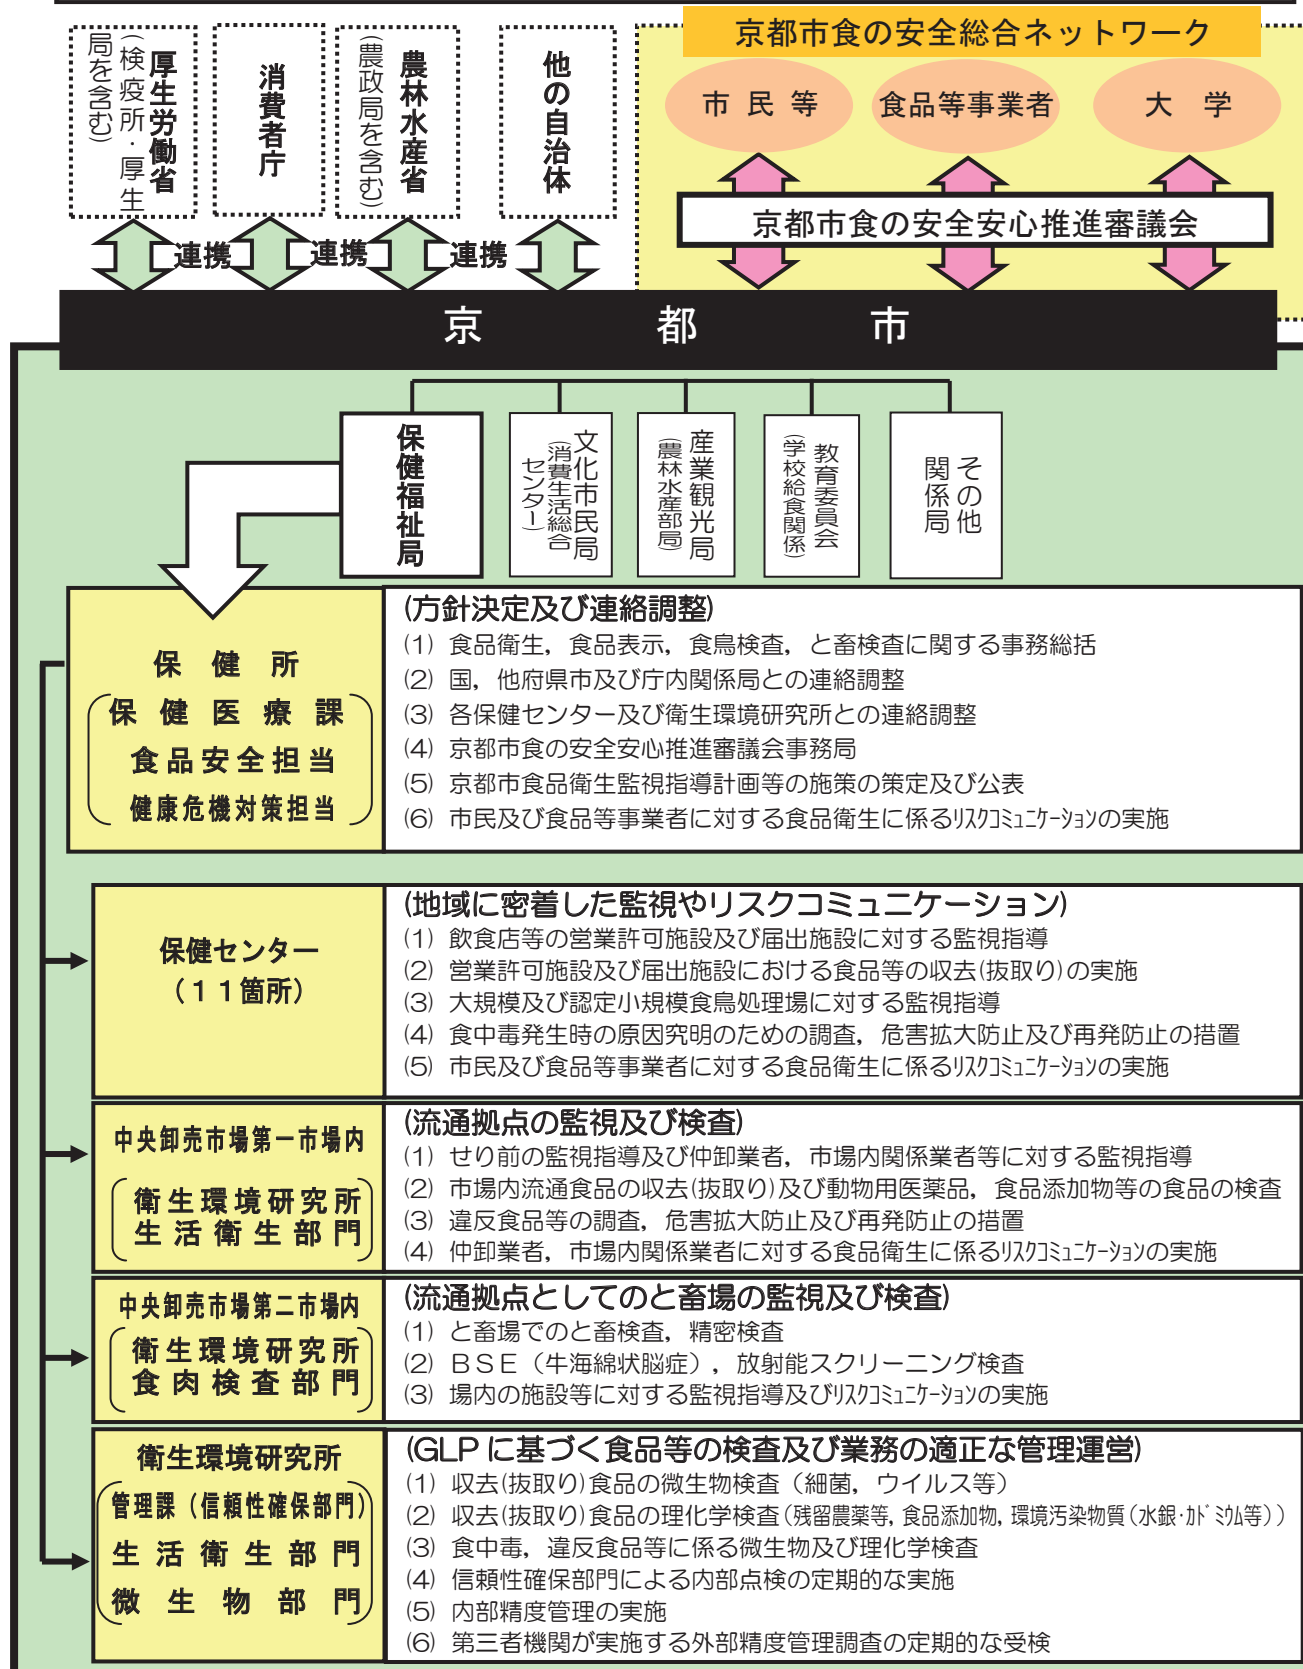 厚生労働省
(検疫所・厚生
局を含む)
消費者庁
農林水産省
(農政局を含む)
他の自治体
京都市食の安全総合ネットワーク
市民等
食品等事業者
大学
京都市食の安全安心推進審議会
連携
連携
連携
京都市
保健福祉局
文化市民局
(消費生活総合
センター)
産業観光局
(農林水産部局)
教育委員会
(学校給食関係)
その他
関係局
保健所
保健医療課
食品安全担当
健康危機対策担当
(方針決定及び連絡調整)
(1) 食品衛生，食品表示，食鳥検査，と畜検査に関する事務総括
(2) 国，他府県市及び庁内関係局との連絡調整
(3) 各保健センター及び衛生環境研究所との連絡調整
(4) 京都市食の安全安心推進審議会事務局
(5) 京都市食品衛生監視指導計画等の施策の策定及び公表
(6) 市民及び食品等事業者に対する食品衛生に係るﾘｽｸｺﾐｭﾆｹｰｼｮﾝの実施
保健センター
（１１箇所）
(地域に密着した監視やリスクコミュニケーション)
(1) 飲食店等の営業許可施設及び届出施設に対する監視指導
(2) 営業許可施設及び届出施設における食品等の収去(抜取り)の実施
(3) 大規模及び認定小規模食鳥処理場に対する監視指導
(4) 食中毒発生時の原因究明のための調査，危害拡大防止及び再発防止の措置
(5) 市民及び食品等事業者に対する食品衛生に係るﾘｽｸｺﾐｭﾆｹｰｼｮﾝの実施
中央卸売市場第一市場内
衛生環境研究所
生活衛生部門
(流通拠点の監視及び検査)
(1) せり前の監視指導及び仲卸業者，市場内関係業者等に対する監視指導
(2) 市場内流通食品の収去(抜取り)及び動物用医薬品，食品添加物等の食品の検査
(3) 違反食品等の調査，危害拡大防止及び再発防止の措置
(4) 仲卸業者，市場内関係業者に対する食品衛生に係るﾘｽｸｺﾐｭﾆｹｰｼｮﾝの実施
中央卸売市場第二市場内
衛生環境研究所
食肉検査部門
(流通拠点としてのと畜場の監視及び検査)
(1) と畜場でのと畜検査，精密検査
(2) ＢＳＥ（牛海綿状脳症），放射能スクリーニング検査
(3) 場内の施設等に対する監視指導及びﾘｽｸｺﾐｭﾆｹｰｼｮﾝの実施
衛生環境研究所
管理課（信頼性確保部門）
生活衛生部門
微生物部門
(GLP に基づく食品等の検査及び業務の適正な管理運営)
(1) 収去(抜取り)食品の微生物検査（細菌，ウイルス等）
(2) 収去(抜取り)食品の理化学検査(残留農薬等，食品添加物，環境汚染物質(水銀･ｶﾄﾞﾐｳﾑ等))
(3) 食中毒，違反食品等に係る微生物及び理化学検査
(4) 信頼性確保部門による内部点検の定期的な実施
(5) 内部精度管理の実施
(6) 第三者機関が実施する外部精度管理調査の定期的な受検